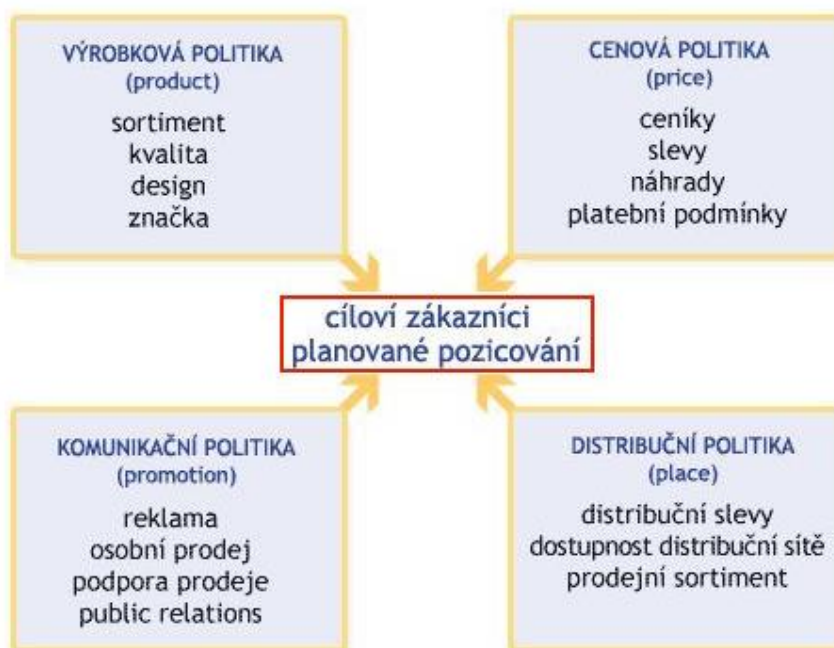 VÝROBKOVÁ POLITIKA
(product)
sortiment
kvalita
design
značka
CENOVÁ POLITIKA
(price)
ceníky
slevy
náhrady
platební podmínky
cíloví zákazníci
planované pozicování
KOMUNIKAČNÍ POLITIKA
(promotion)
reklama
osobní prodej
podpora prodeje
public relations
DISTRIBUČNÍ POLITIKA
(place)
distribuční slevy
dostupnost distribuční sítě
prodejní sortiment